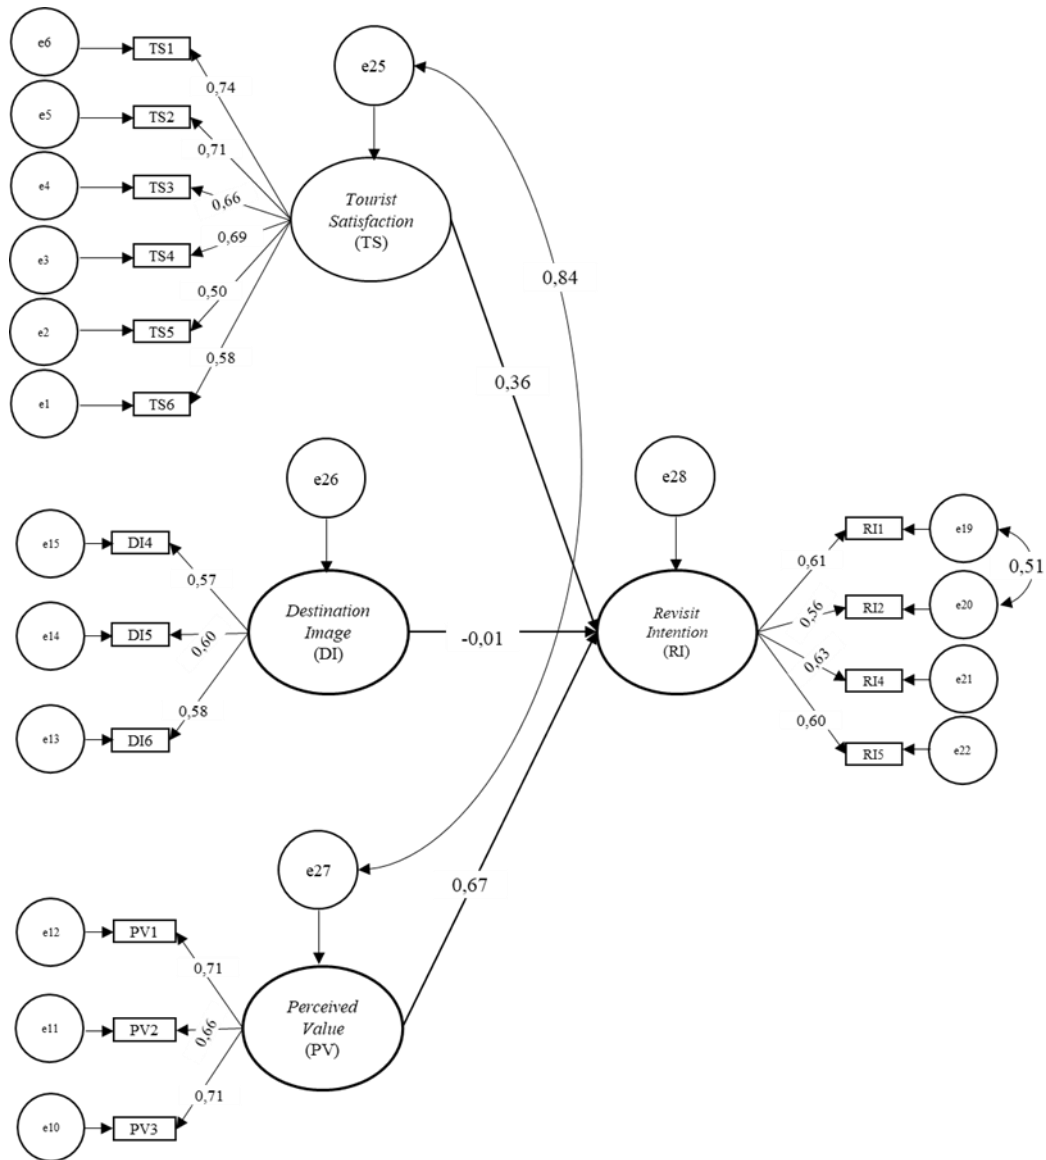 e6
TS1
e25
0,74
e5
TS2
0,71
e4
TS3
0,66
Tourist
Satisfaction
(TS)
0,69
e3
TS4
0,84
0,50
e2
TS5
0,58
0,36
e1
TS6
e26
e28
e15
DI4
RI1
e19
0,57
0,61
0,51
e14
DI5
0,60
Destination
Image
(DI)
-0,01
Revisit
Intention
(RI)
0,56
RI2
e20
0,63
RI4
e21
0,58
0,60
e13
DI6
RI5
e22
e27
0,67
e12
PV1
0,71
e11
PV2
0,66
Perceived
Value
(PV)
0,71
e10
PV3